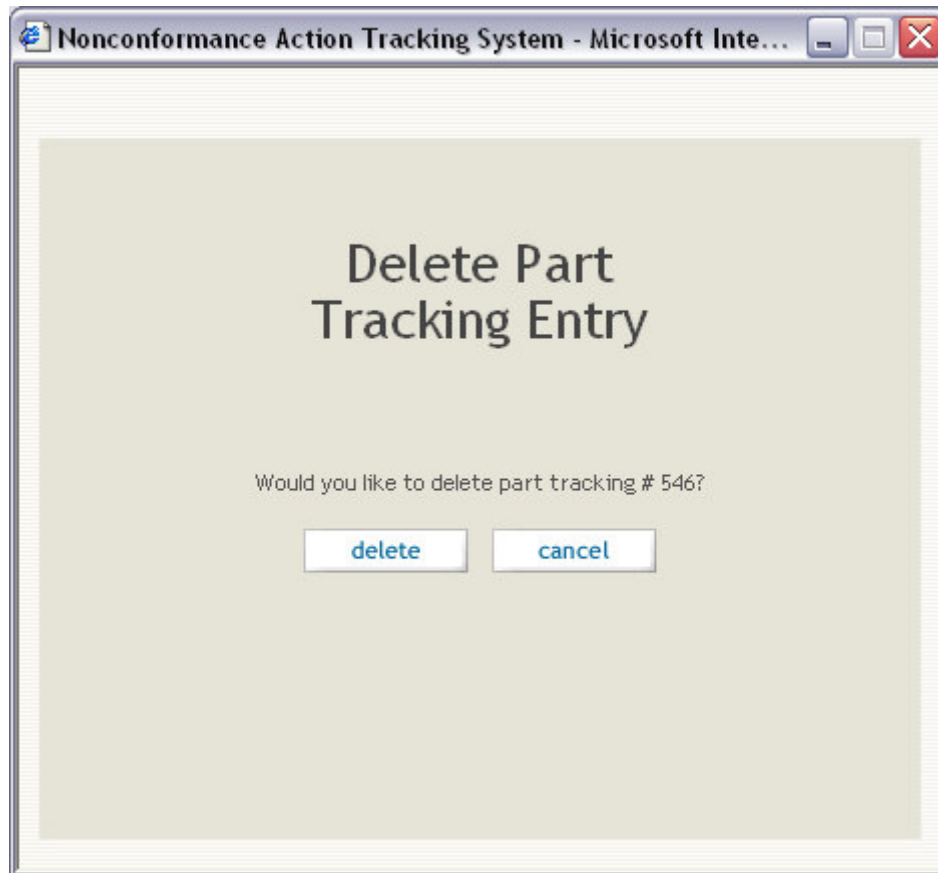 Nonconformance Action Tracking System - Microsoft Inte...
Delete Part
Tracking Entry
Would you like to delete part tracking # 546?
delete cancel